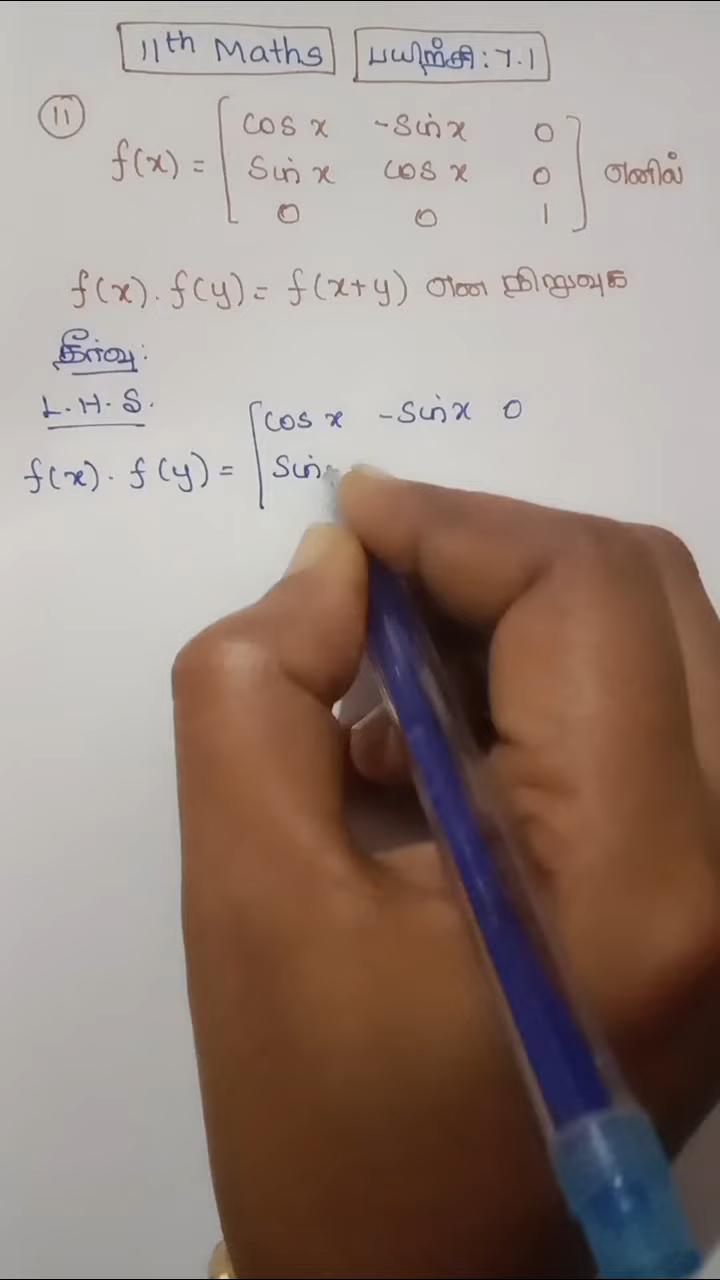 11th Maths பயிற்சி: 7.1
11 f(x) = [ cos x -sin x 0
sin x cos x 0
0 0 1 ] எனில்
f(x). f(y) = f(x+y) என நிறுவுக
தீர்வு:
L.H.S.
cos x -sin x 0
f(x). f(y) = sin